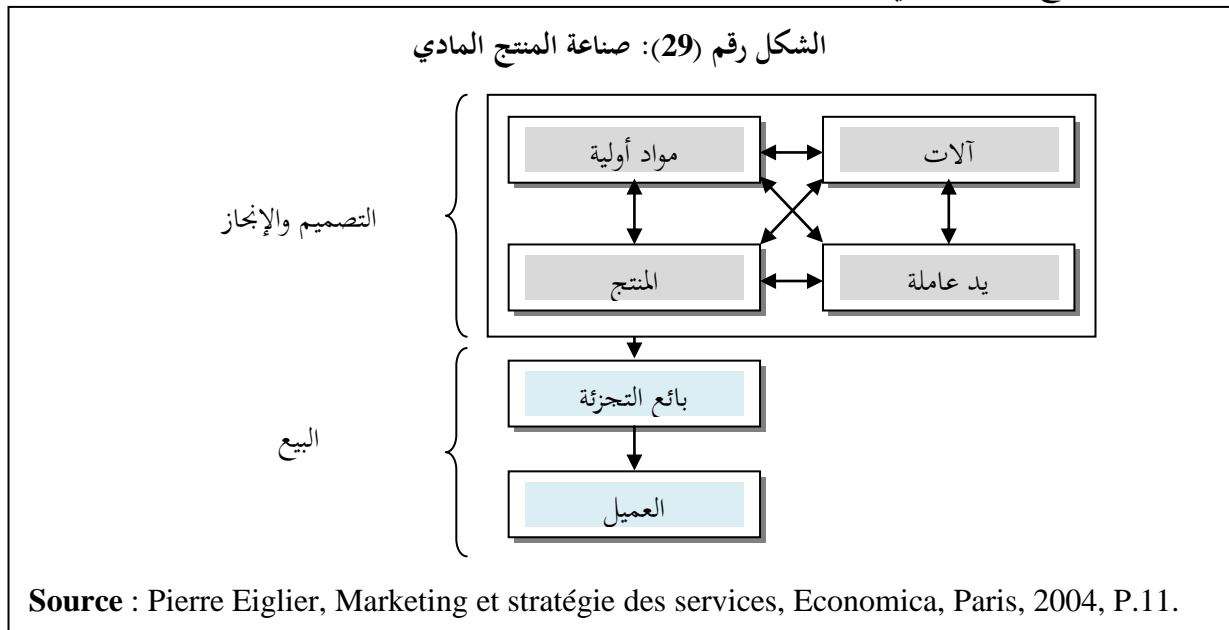 الشكل رقم (29): صناعة المنتج المادي
آلات
مواد أولية
التصميم والإنجاز
يد عاملة
المنتج
بائع التجزئة
البيع
العميل
Source : Pierre Eiglier, Marketing et stratégie des services, Economica, Paris, 2004, P.11.